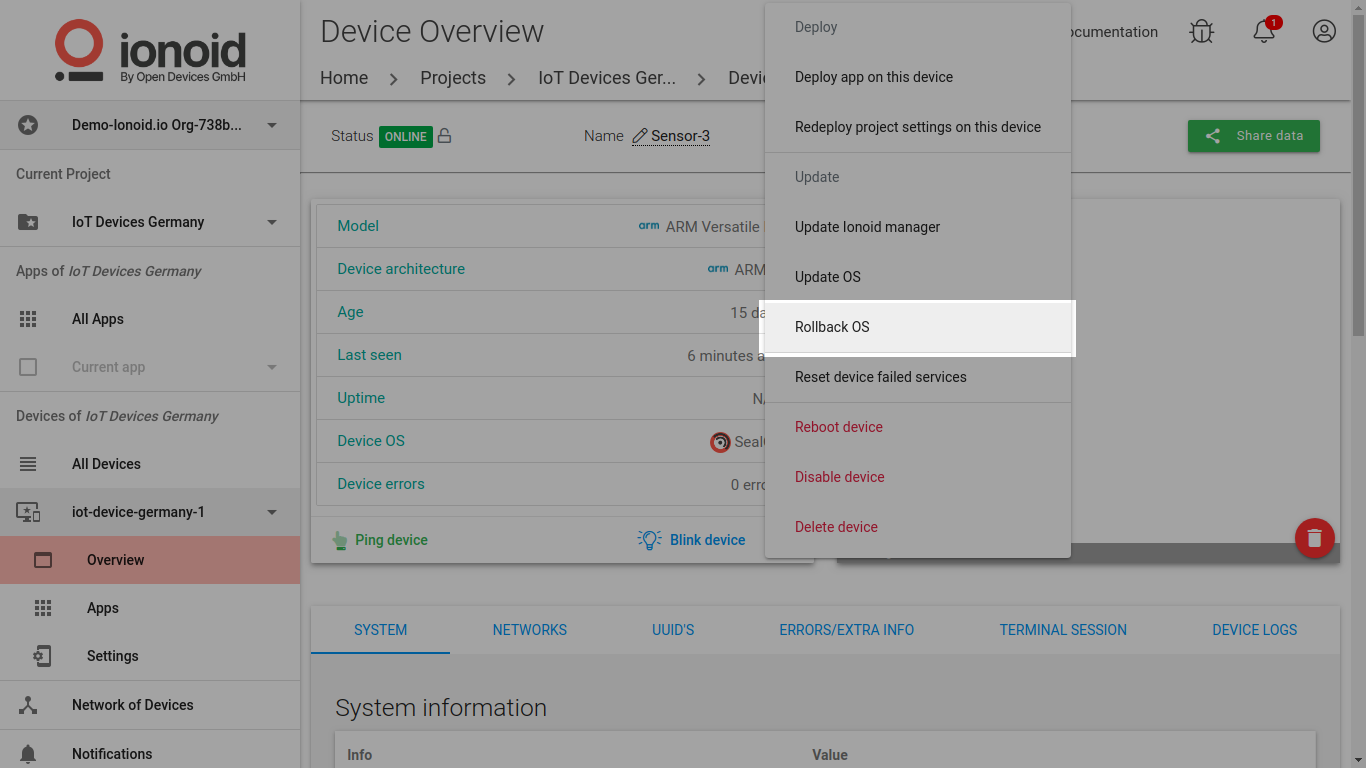 ionoid
By Open Devices GmbH
Demo-Ionoid.io Org-738b...
Current Project
IoT Devices Germany
Apps of IoT Devices Germany
All Apps
Current app
Devices of IoT Devices Germany
All Devices
iot-device-germany-1
Overview
Apps
Settings
Network of Devices
Notifications
Device Overview
ocumentation
1
Home
Projects
IoT Devices Ger...
Devi
Status ONLINE
Name Sensor-3
Share data
Model ARM Versatile
Device architecture ARM
Age 15 da
Last seen 6 minutes a
Uptime N/
Device OS Seal
Device errors 0 erro
Ping device
Blink device
Deploy
Deploy app on this device
Redeploy project settings on this device
Update
Update Ionoid manager
Update OS
Rollback OS
Reset device failed services
Reboot device
Disable device
Delete device
SYSTEM
NETWORKS
UUID'S
ERRORS/EXTRA INFO
TERMINAL SESSION
DEVICE LOGS
System information
Info
Value